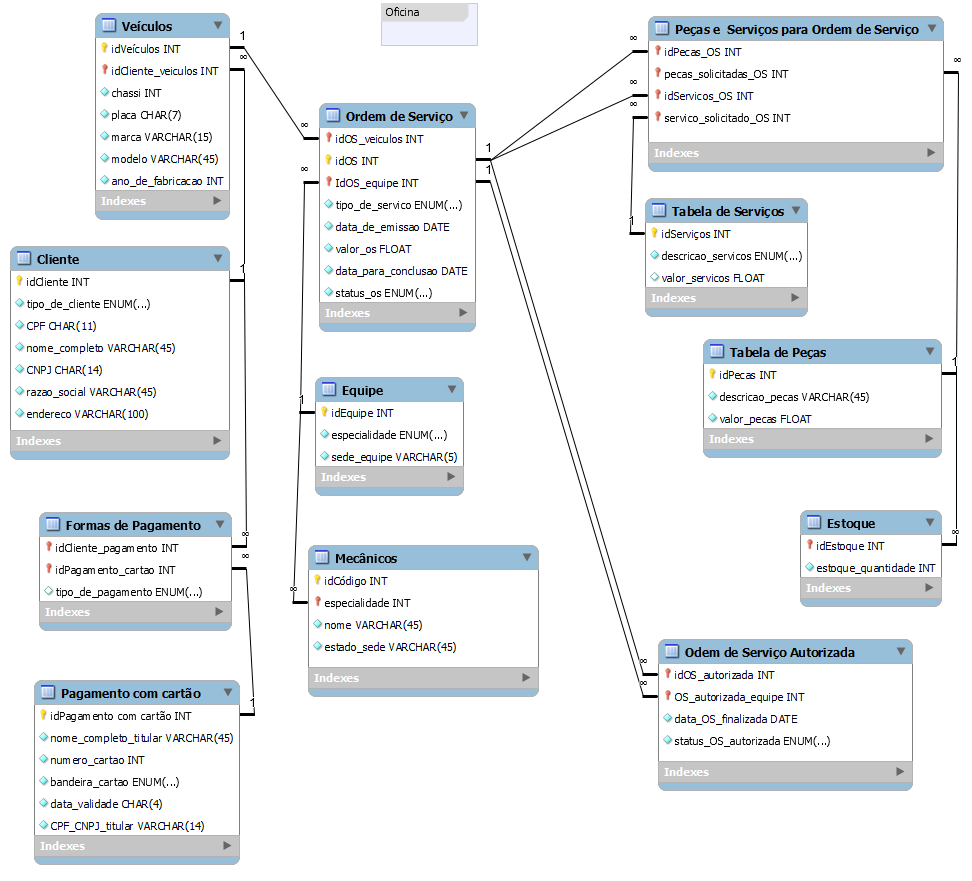 Oficina
Veículos
idVeículos INT
idCliente_veiculos INT
chassi INT
placa CHAR(7)
marca VARCHAR(15)
modelo VARCHAR(45)
ano_de_fabricacao INT
Indexes
Cliente
idCliente INT
tipo_de_cliente ENUM(...)
CPF CHAR(11)
nome_completo VARCHAR(45)
CNPJ CHAR(14)
razao_social VARCHAR(45)
endereco VARCHAR(100)
Indexes
Formas de Pagamento
idCliente_pagamento INT
idPagamento_cartao INT
tipo_de_pagamento ENUM(...)
Indexes
Pagamento com cartão
idPagamento com cartão INT
nome_completo_titular VARCHAR(45)
numero_cartao INT
bandeira_cartao ENUM(...)
data_validade CHAR(4)
CPF_CNPJ_titular VARCHAR(14)
Indexes
Ordem de Serviço
idOS_veiculos INT
idOS INT
IdOS_equipe INT
tipo_de_servico ENUM(...)
data_de_emissao DATE
valor_os FLOAT
data_para_conclusao DATE
status_os ENUM(...)
Indexes
Equipe
idEquipe INT
especialidade ENUM(...)
sede_equipe VARCHAR(5)
Indexes
Mecânicos
idCódigo INT
especialidade INT
nome VARCHAR(45)
estado_sede VARCHAR(45)
Indexes
Peças e Serviços para Ordem de Serviço
idPecas_OS INT
pecas_solicitadas_OS INT
idServicos_OS INT
servico_solicitado_OS INT
Indexes
Tabela de Serviços
idServiços INT
descricao_servicos ENUM(...)
valor_servicos FLOAT
Indexes
Tabela de Peças
idPecas INT
descricao_pecas VARCHAR(45)
valor_pecas FLOAT
Indexes
Estoque
idEstoque INT
estoque_quantidade INT
Indexes
Odem de Serviço Autorizada
idOS_autorizada INT
OS_autorizada_equipe INT
data_OS_finalizada DATE
status_OS_autorizada ENUM(...)
Indexes
1
∞
∞
1
∞
∞
1
1
∞
∞
∞
1
∞
1
∞
1
∞
∞
1
∞
∞
1